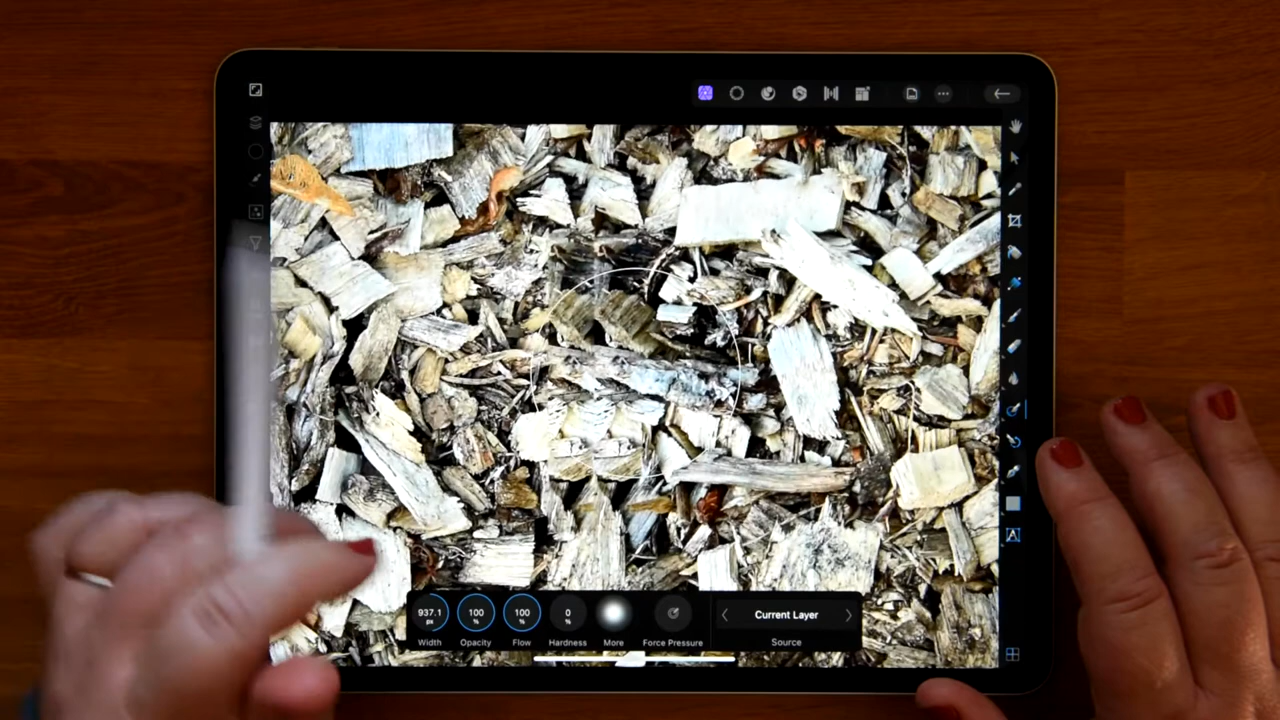 937.1 px
100 %
100 %
0 %
Width
Opacity
Flow
Hardness
More
Force Pressure
Current Layer
Source
A